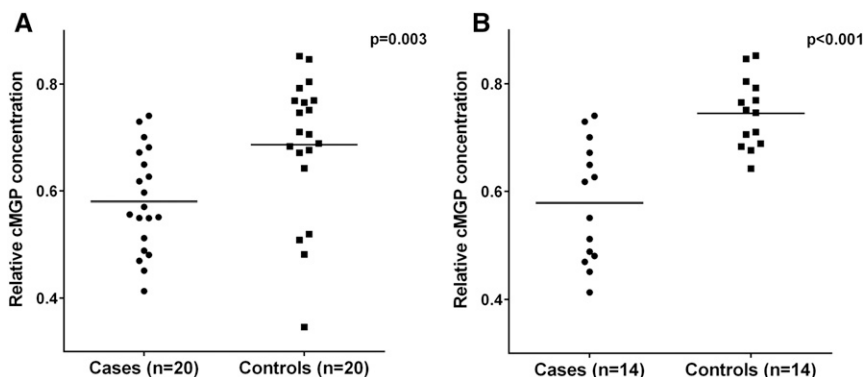 A
p=0.003
Relative cMGP concentration
0.8
0.6
0.4
Cases (n=20)
Controls (n=20)
B
p<0.001
Relative cMGP concentration
0.8
0.6
0.4
Cases (n=14)
Controls (n=14)